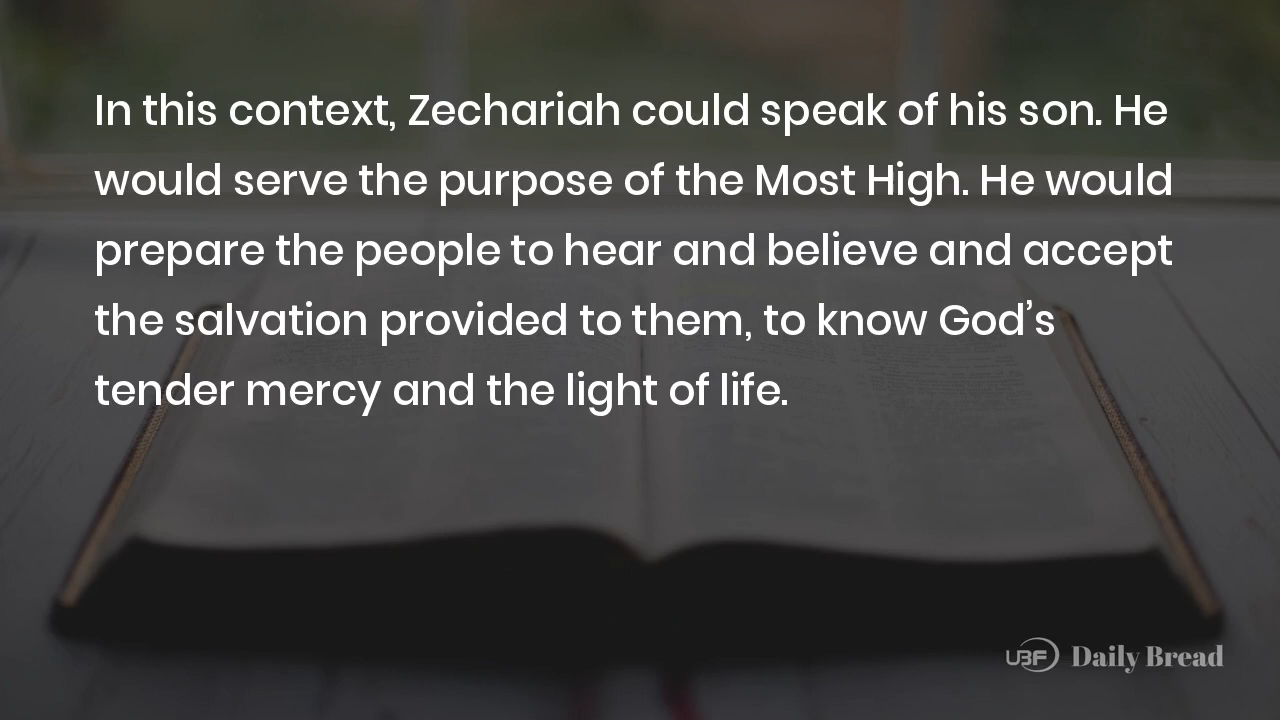 In this context, Zechariah could speak of his son. He
would serve the purpose of the Most High. He would
prepare the people to hear and believe and accept
the salvation provided to them, to know God’s
tender mercy and the light of life.
UBF Daily Bread